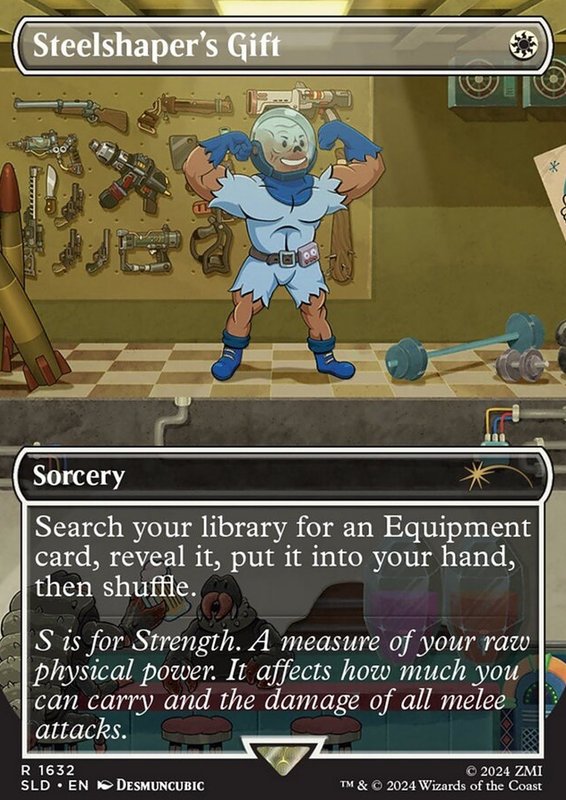 Steelshaper's Gift
Sorcery
Search your library for an Equipment
card, reveal it, put it into your hand,
then shuffle.
S is for Strength. A measure of your raw
physical power. It affects how much you
can carry and the damage of all melee
attacks.
R 1632
SLD • EN Desmuncubic
© 2024 ZMI
™ & © 2024 Wizards of the Coast